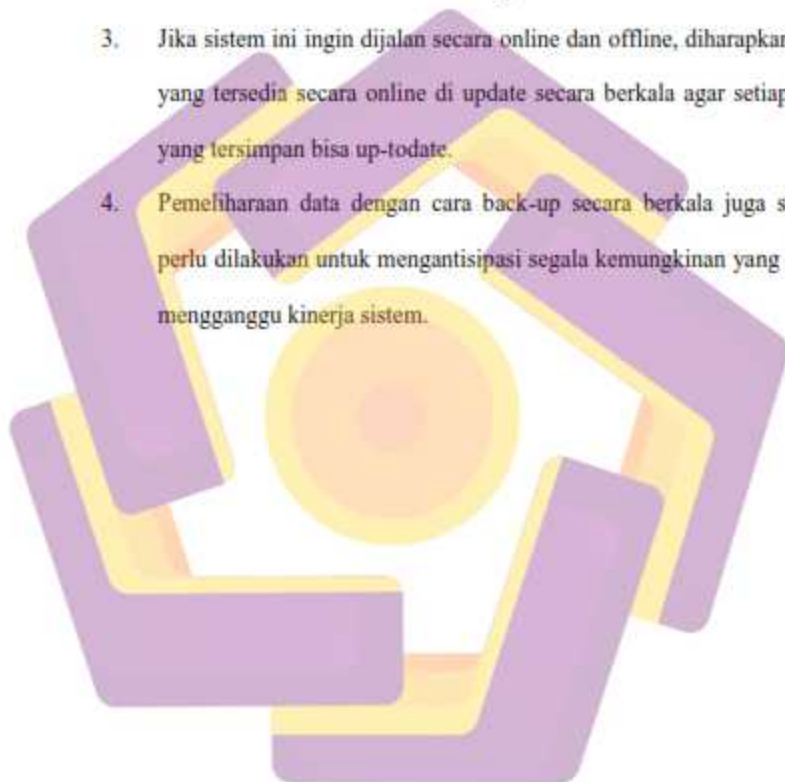 3. Jika sistem ini ingin dijalan secara online dan offline, diharapkan
yang tersedia secara online di update secara berkala agar setiap
yang tersimpan bisa up-todate.
4. Pemeliharaan data dengan cara back-up secara berkala juga s
perlu dilakukan untuk mengantisipasi segala kemungkinan yang
mengganggu kinerja sistem.